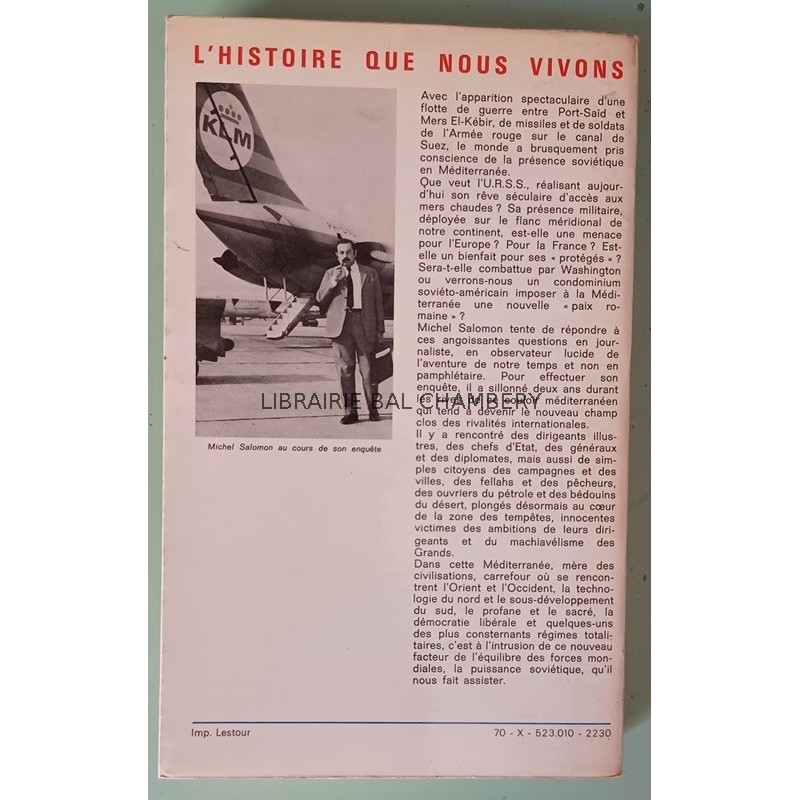 L'HISTOIRE QUE NOUS VIVONS
KLM
Michel Salomon au cours de son enquête
Avec l'apparition spectaculaire d'une
flotte de guerre entre Port-Saïd et
Mers El-Kébir, de missiles et de soldats
de l'Armée rouge sur le canal de
Suez, le monde a brusquement pris
conscience de la présence soviétique
en Méditerranée.
Que veut l'U.R.S.S., réalisant aujour-
d'hui son rêve séculaire d'accès aux
mers chaudes ? Sa présence militaire,
déployée sur le flanc méridional de
notre continent, est-elle une menace
pour l'Europe ? Pour la France ? Est-
elle un bienfait pour ses « protégés » ?
Sera-t-elle combattue par Washington
ou verrons-nous un condominium
soviéto-américain imposer à la Médi-
terranée une nouvelle « paix ro-
maine » ?
Michel Salomon tente de répondre à
ces angoissantes questions en jour-
naliste, en observateur lucide de
l'aventure de notre temps et non en
pamphlétaire. Pour effectuer son
enquête, il a sillonné deux ans durant
les rives de ce couloir méditerranéen
qui tend à devenir le nouveau champ
clos des rivalités internationales.
Il y a rencontré des dirigeants illus-
tres, des chefs d'Etat, des généraux
et des diplomates, mais aussi de sim-
ples citoyens des campagnes et des
villes, des fellahs et des pêcheurs,
des ouvriers du pétrole et des bédouins
du désert, plongés désormais au cœur
de la zone des tempêtes, innocentes
victimes des ambitions de leurs diri-
geants et du machiavélisme des
Grands.
Dans cette Méditerranée, mère des
civilisations, carrefour où se rencon-
trent l'Orient et l'Occident, la techno-
logie du nord et le sous-développement
du sud, le profane et le sacré, la
démocratie libérale et quelques-uns
des plus consternants régimes totali-
taires, c'est à l'intrusion de ce nouveau
facteur de l'équilibre des forces mon-
diales, la puissance soviétique, qu'il
nous fait assister.
LIBRAIRIE BAL CHAMBERY
Imp. Lestour
70 - X - 523.010 - 2230